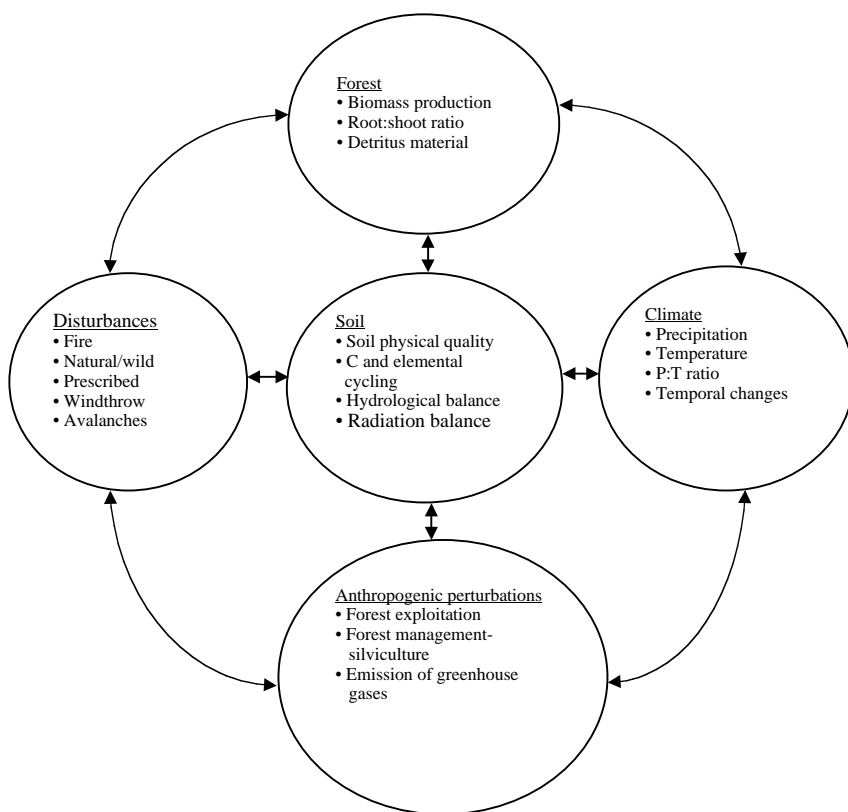 Forest
• Biomass production
• Root:shoot ratio
• Detritus material
Disturbances
• Fire
• Natural/wild
• Prescribed
• Windthrow
• Avalanches
Soil
• Soil physical quality
• C and elemental
cycling
• Hydrological balance
• Radiation balance
Climate
• Precipitation
• Temperature
• P:T ratio
• Temporal changes
Anthropogenic perturbations
• Forest exploitation
• Forest management-
silviculture
• Emission of greenhouse
gases